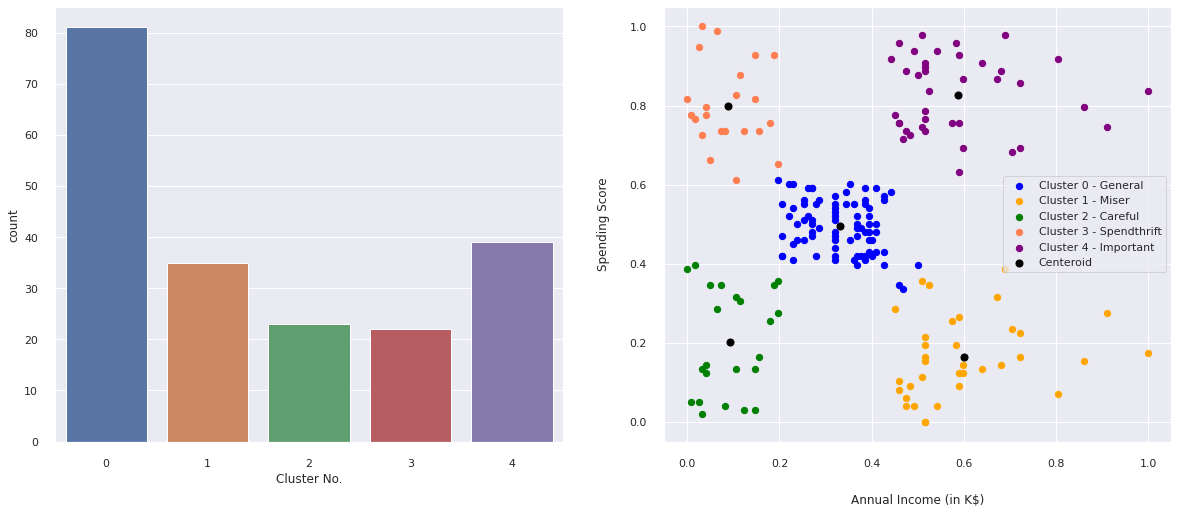 80
70
60
50
40
30
20
10
0
count
0 1 2 3 4
Cluster No.
1.0
0.8
0.6
0.4
0.2
0.0
Spending Score
0.0 0.2 0.4 0.6 0.8 1.0
Annual Income (in K$)
Cluster 0 - General
Cluster 1 - Miser
Cluster 2 - Careful
Cluster 3 - Spendthrift
Cluster 4 - Important
Centeroid